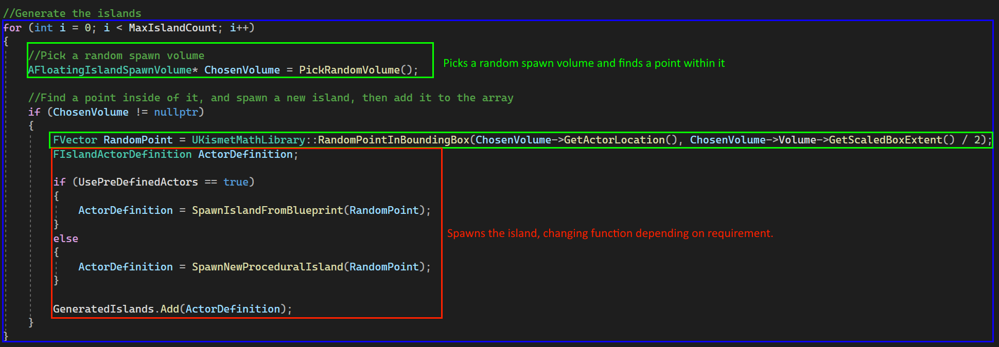 //Generate the islands
for (int i = 0; i < MaxIslandCount; i++)
{
//Pick a random spawn volume
AFloatingIslandSpawnVolume* ChosenVolume = PickRandomVolume();
Picks a random spawn volume and finds a point within it
//Find a point inside of it, and spawn a new island, then add it to the array
if (ChosenVolume != nullptr)
{
FVector RandomPoint = UKismetMathLibrary::RandomPointInBoundingBox(ChosenVolume->GetActorLocation(), ChosenVolume->Volume->GetScaledBoxExtent() / 2);
FIslandActorDefinition ActorDefinition;
if (UsePreDefinedActors == true)
{
ActorDefinition = SpawnIslandFromBlueprint(RandomPoint);
}
else
Spawns the island, changing function depending on requirement.
{
ActorDefinition = SpawnNewProceduralIsland(RandomPoint);
}
GeneratedIslands.Add(ActorDefinition);
}
}